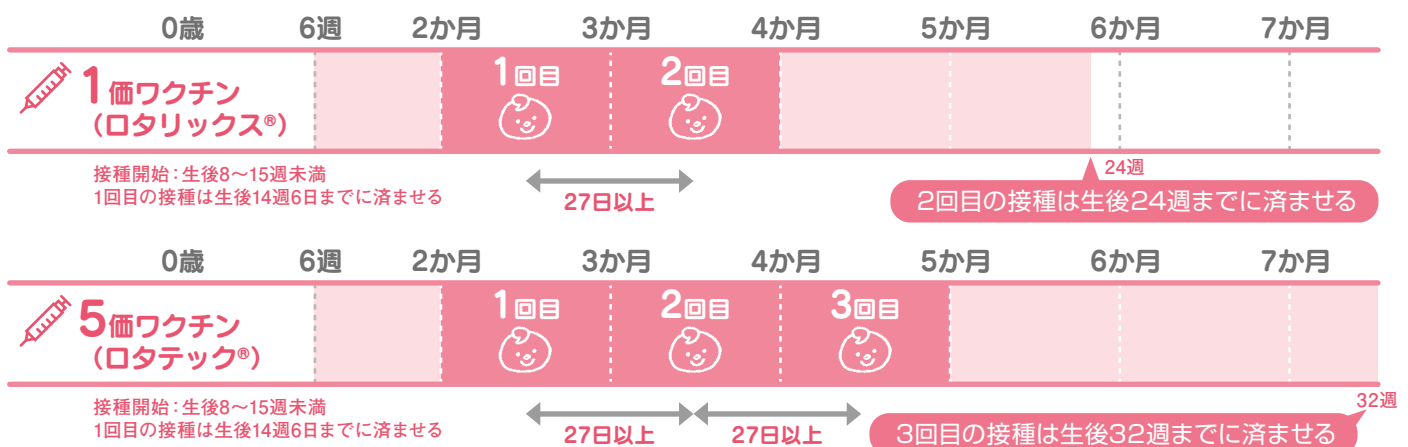 0歳 6週 2か月 3か月 4か月 5か月 6か月 7か月
1価ワクチン
(ロタリックス®)
1回目 2回目
接種開始:生後8〜15週未満
1回目の接種は生後14週6日までに済ませる
27日以上
24週
2回目の接種は生後24週までに済ませる
0歳 6週 2か月 3か月 4か月 5か月 6か月 7か月
5価ワクチン
(ロタテック®)
1回目 2回目 3回目
接種開始:生後8〜15週未満
1回目の接種は生後14週6日までに済ませる
27日以上 27日以上
32週
3回目の接種は生後32週までに済ませる